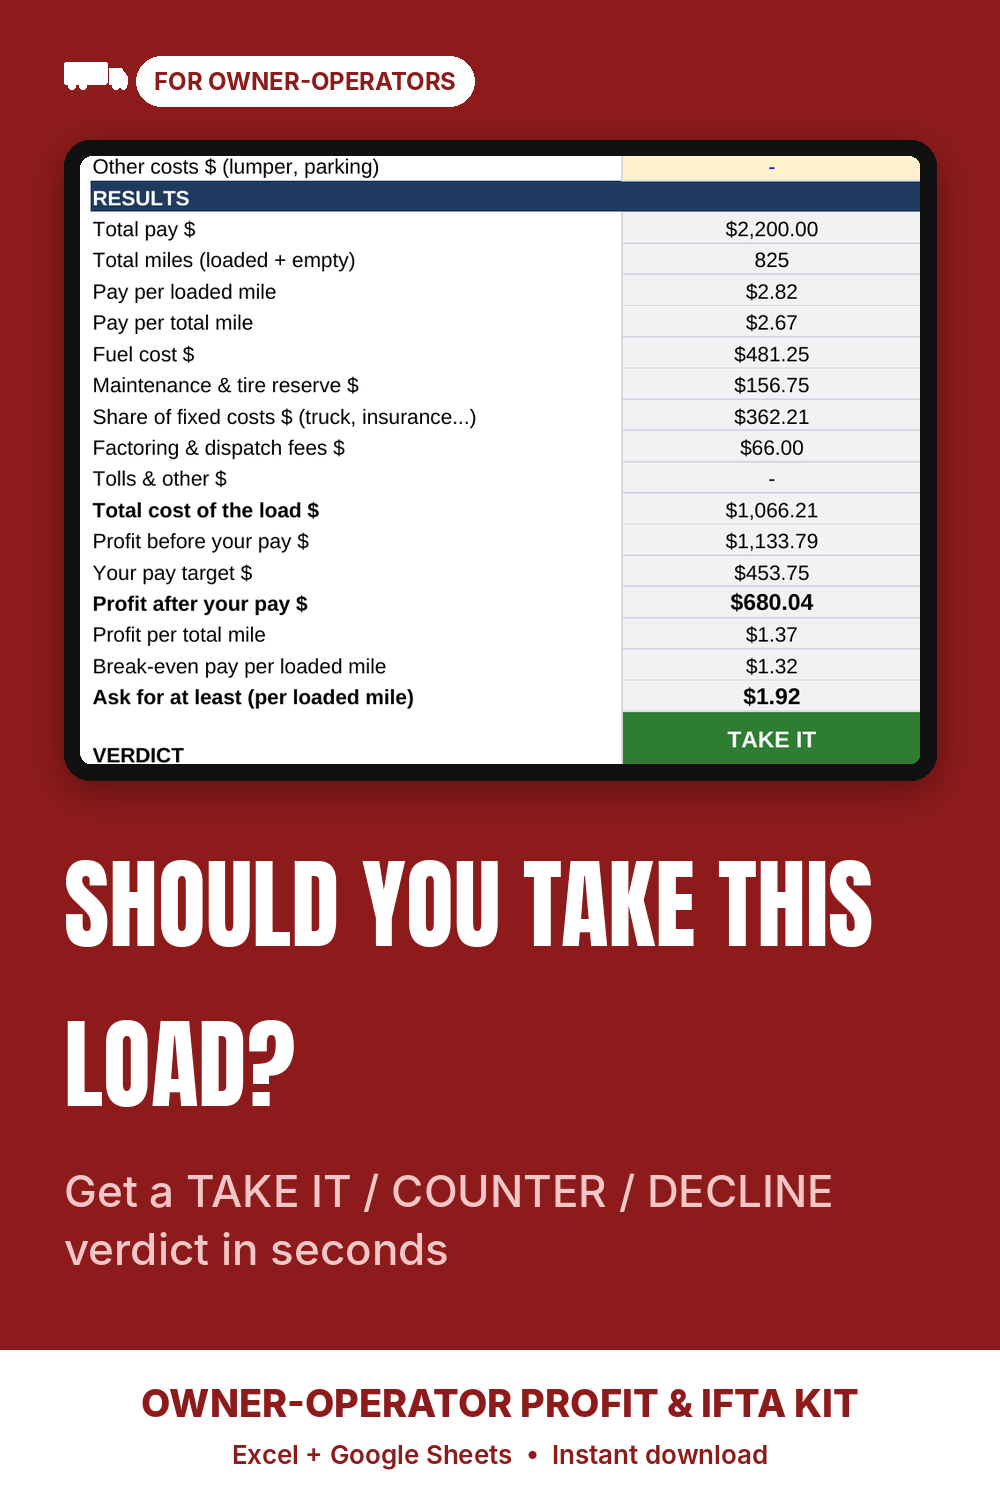 FOR OWNER-OPERATORS
Other costs $ (lumper, parking) -
RESULTS
Total pay $ $2,200.00
Total miles (loaded + empty) 825
Pay per loaded mile $2.82
Pay per total mile $2.67
Fuel cost $ $481.25
Maintenance & tire reserve $ $156.75
Share of fixed costs $ (truck, insurance...) $362.21
Factoring & dispatch fees $ $66.00
Tolls & other $ -
Total cost of the load $ $1,066.21
Profit before your pay $ $1,133.79
Your pay target $ $453.75
Profit after your pay $ $680.04
Profit per total mile $1.37
Break-even pay per loaded mile $1.32
Ask for at least (per loaded mile) $1.92
VERDICT TAKE IT
SHOULD YOU TAKE THIS
LOAD?
Get a TAKE IT / COUNTER / DECLINE
verdict in seconds
OWNER-OPERATOR PROFIT & IFTA KIT
Excel + Google Sheets • Instant download